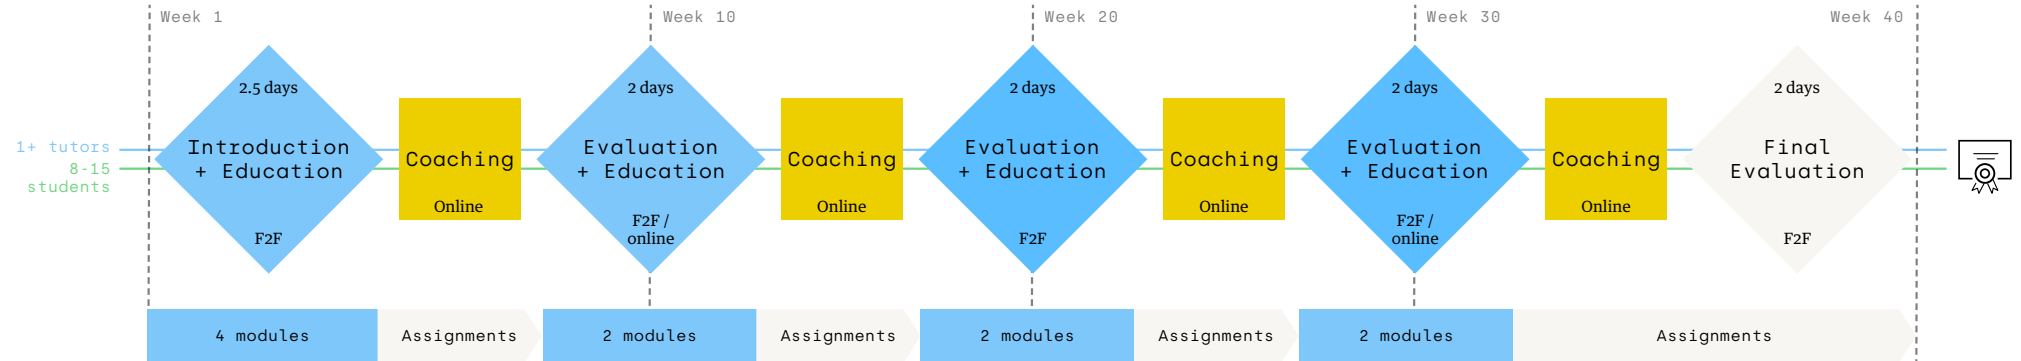 Week 1
Week 10
Week 20
Week 30
Week 40
1+ tutors
8-15
students
2.5 days
Introduction
+ Education
F2F
Coaching
Online
2 days
Evaluation
+ Education
F2F /
online
Coaching
Online
2 days
Evaluation
+ Education
F2F
Coaching
Online
2 days
Evaluation
+ Education
F2F /
online
Coaching
Online
2 days
Final
Evaluation
F2F
4 modules
Assignments
2 modules
Assignments
2 modules
Assignments
2 modules
Assignments